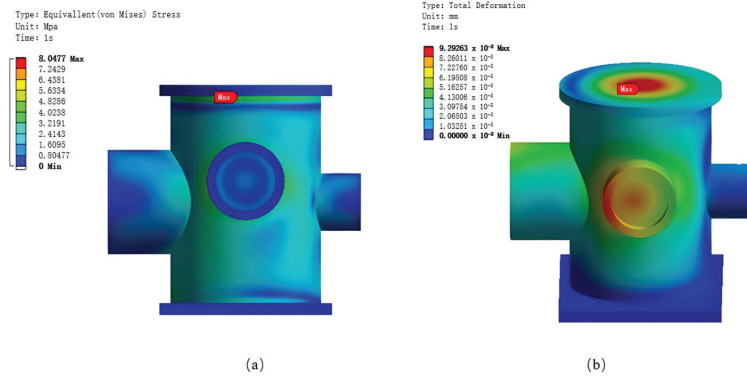 Type: Equivallent(von Mises) Stress
Unit: Mpa
Time: 1s
8.0477 Max
7.2429
6.4381
5.6334
4.8286
4.0238
3.2191
2.4143
1.6095
0.80477
0 Min
Max
(a)
Type: Total Deformation
Unit: mm
Time: 1s
9.29263 x 10⁻³ Max
8.26011 x 10⁻³
7.22760 x 10⁻³
6.19508 x 10⁻³
5.16257 x 10⁻³
4.13006 x 10⁻³
3.09754 x 10⁻³
2.06503 x 10⁻³
1.03251 x 10⁻³
0.00000 x 10⁻³ Min
Max
(b)